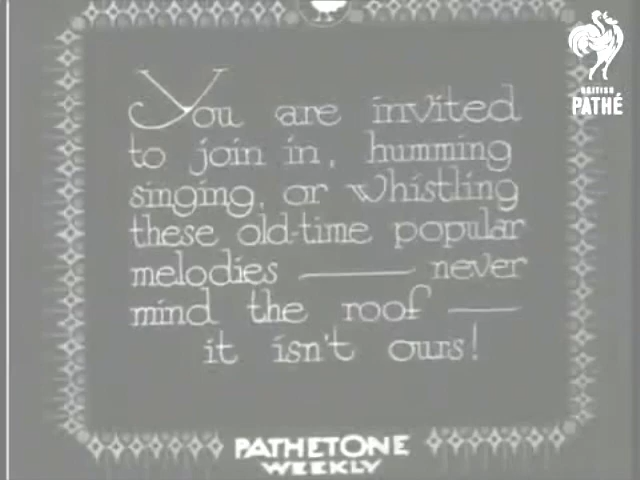 You are invited
to join in, humming
singing, or whistling
these old-time popular
melodies — never
mind the roof —
it isn't ours!
PATHETONE
WEEKLY
BRITISH
PATHÉ